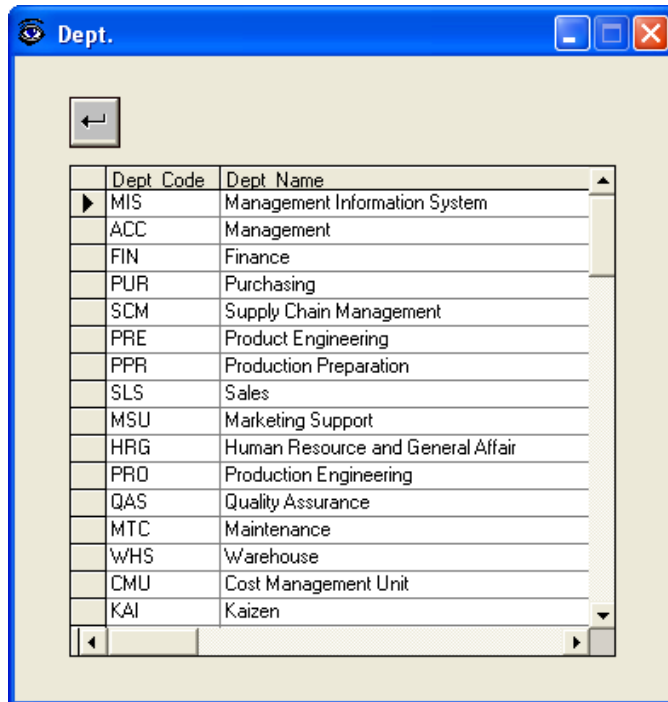 Dept.
Dept Code Dept Name
MIS Management Information System
ACC Management
FIN Finance
PUR Purchasing
SCM Supply Chain Management
PRE Product Engineering
PPR Production Preparation
SLS Sales
MSU Marketing Support
HRG Human Resource and General Affair
PRO Production Engineering
QAS Quality Assurance
MTC Maintenance
WHS Warehouse
CMU Cost Management Unit
KAI Kaizen